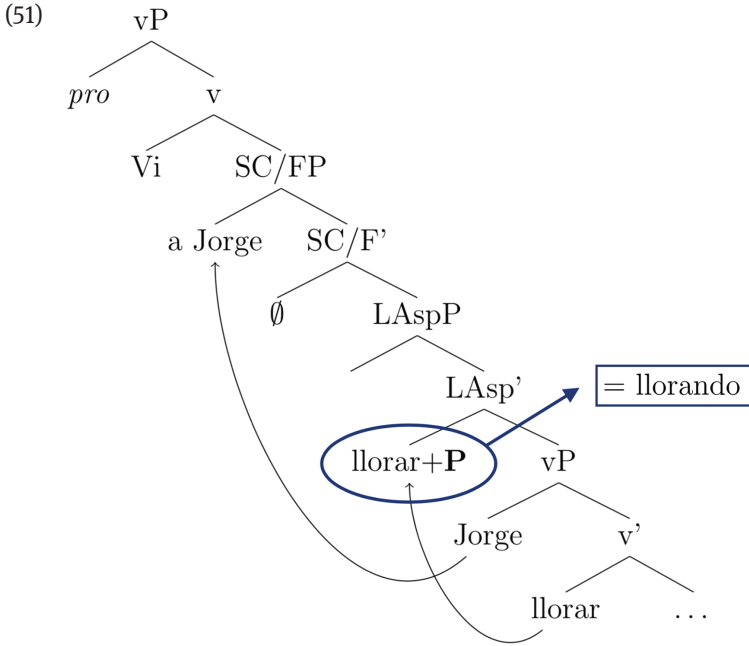 (51)
vP
pro v
Vi SC/FP
a Jorge SC/F’
∅ LAspP
LAsp’
= llorando
llorar+P vP
Jorge v’
llorar ...